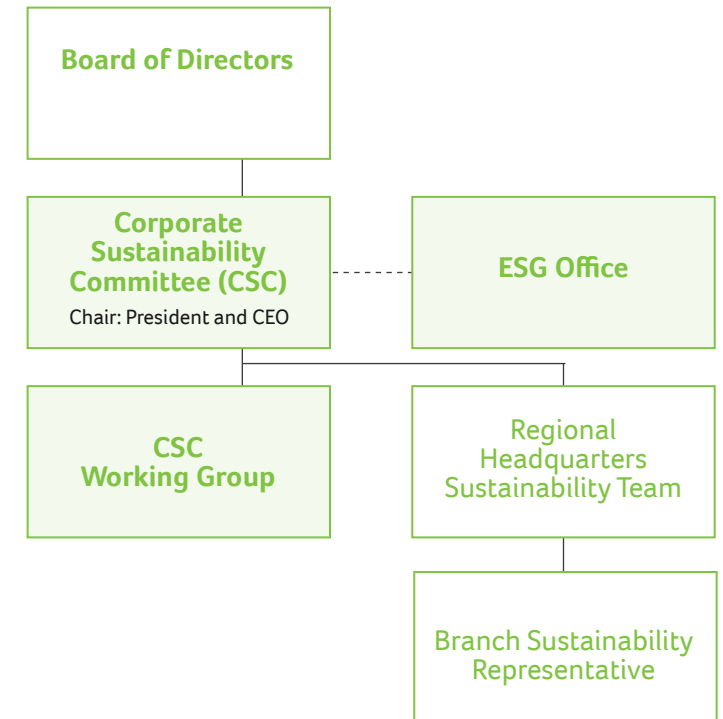 Board of Directors
Corporate
Sustainability
Committee (CSC)
Chair: President and CEO
ESG Office
CSC
Working Group
Regional
Headquarters
Sustainability Team
Branch Sustainability
Representative